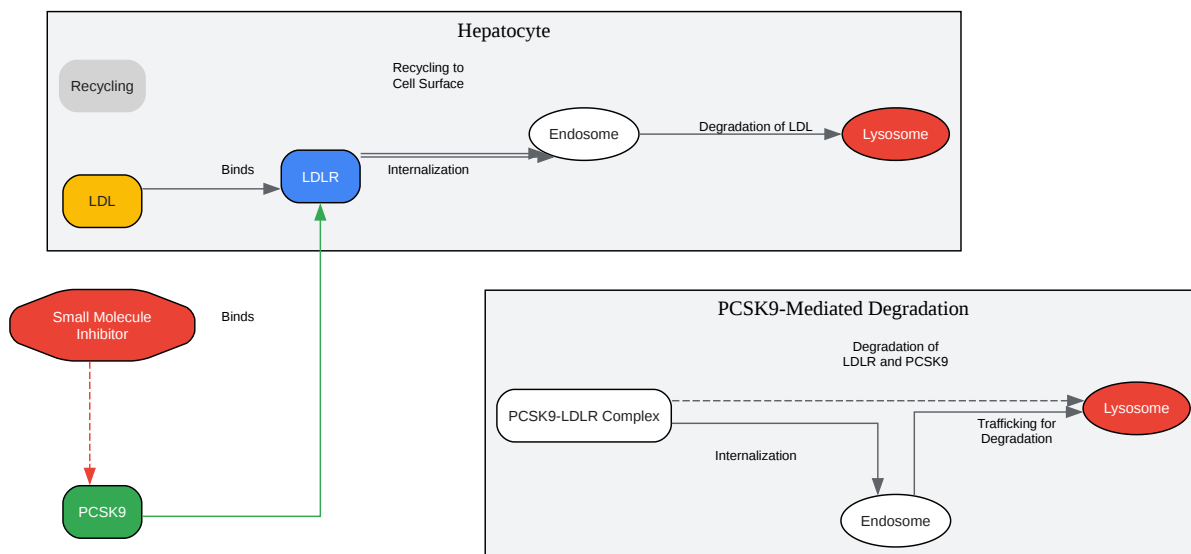 Hepatocyte
Recycling to
Cell Surface
Recycling
Endosome
Degradation of LDL
Lysosome
Binds
LDLR
Internalization
LDL
Small Molecule
Inhibitor
Binds
PCSK9
PCSK9-Mediated Degradation
Degradation of
LDLR and PCSK9
PCSK9-LDLR Complex
Lysosome
Trafficking for
Degradation
Internalization
Endosome